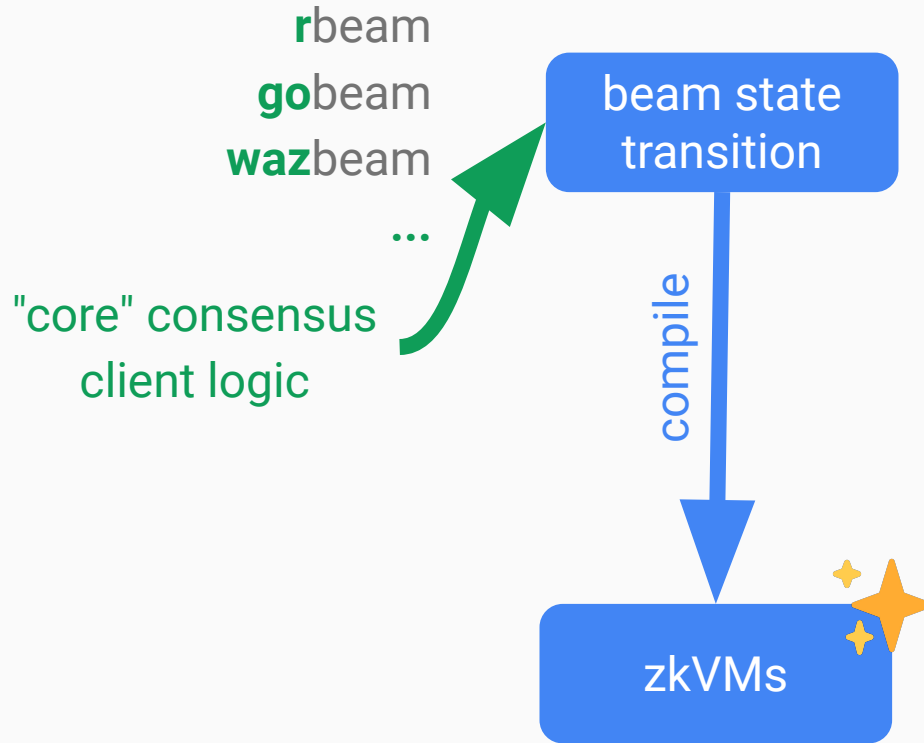 rbeam
gobeam
wazbeam
...
"core" consensus
client logic
beam state
transition
compile
zkVMs